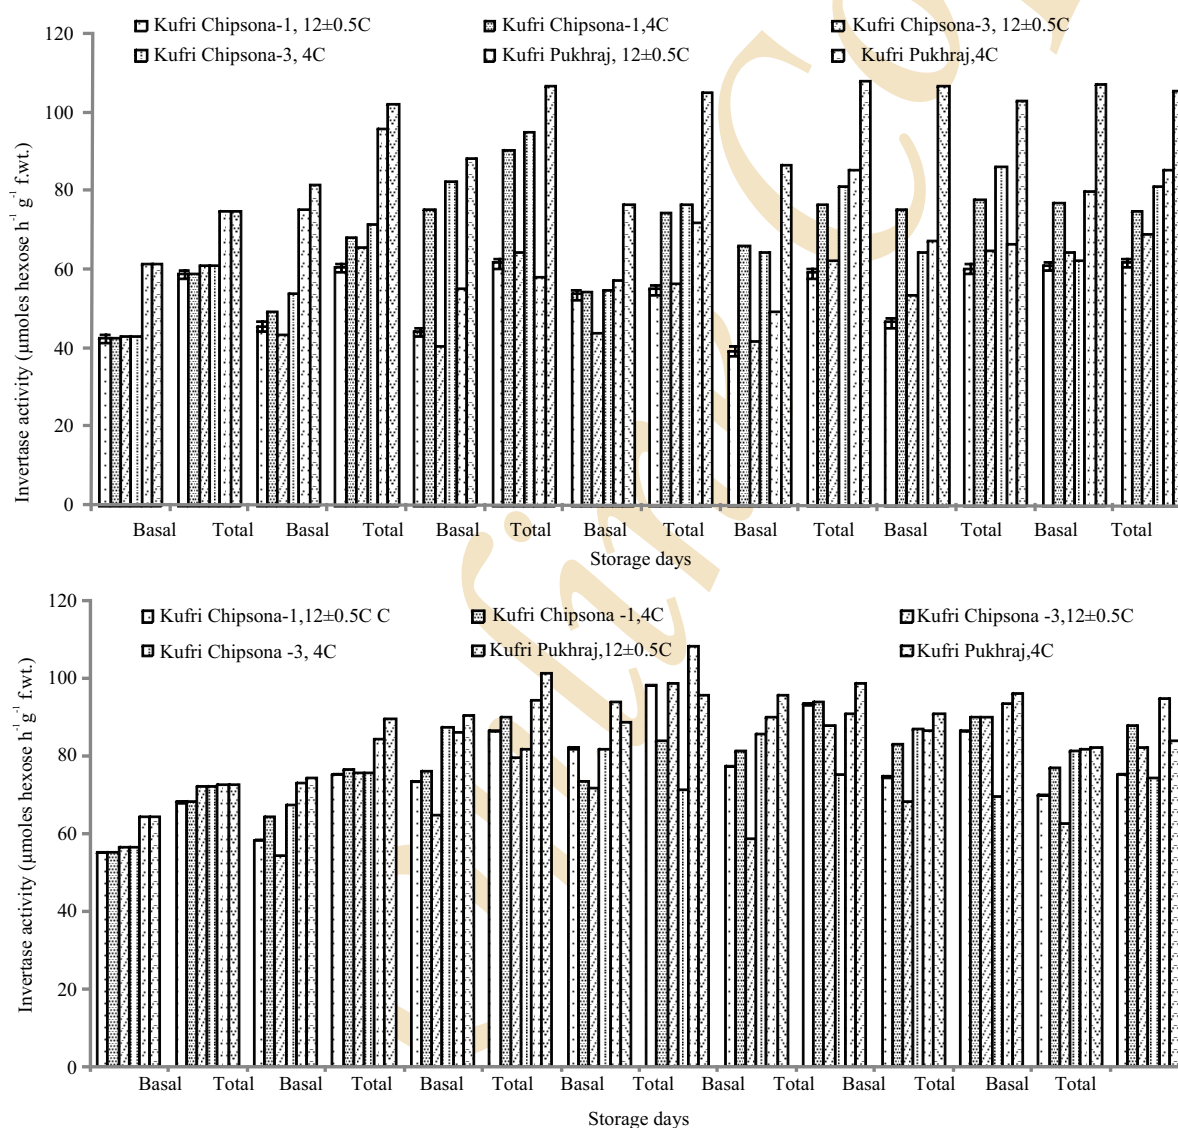 Kufri Chipsona-1, 12±0.5C Kufri Chipsona-1,4C Kufri Chipsona-3, 12±0.5C
Kufri Chipsona-3, 4C Kufri Pukhraj, 12±0.5C Kufri Pukhraj,4C
Invertase activity (µmoles hexose h⁻¹ g⁻¹ f.wt.)
120
100
80
60
40
20
0
Basal Total Basal Total Basal Total Basal Total Basal Total Basal Total Basal Total
Storage days
Kufri Chipsona-1,12±0.5C C Kufri Chipsona -1,4C Kufri Chipsona -3,12±0.5C
Kufri Chipsona -3, 4C Kufri Pukhraj,12±0.5C Kufri Pukhraj,4C
Invertase activity (µmoles hexose h⁻¹ g⁻¹ f.wt.)
120
100
80
60
40
20
0
Basal Total Basal Total Basal Total Basal Total Basal Total Basal Total
Storage days